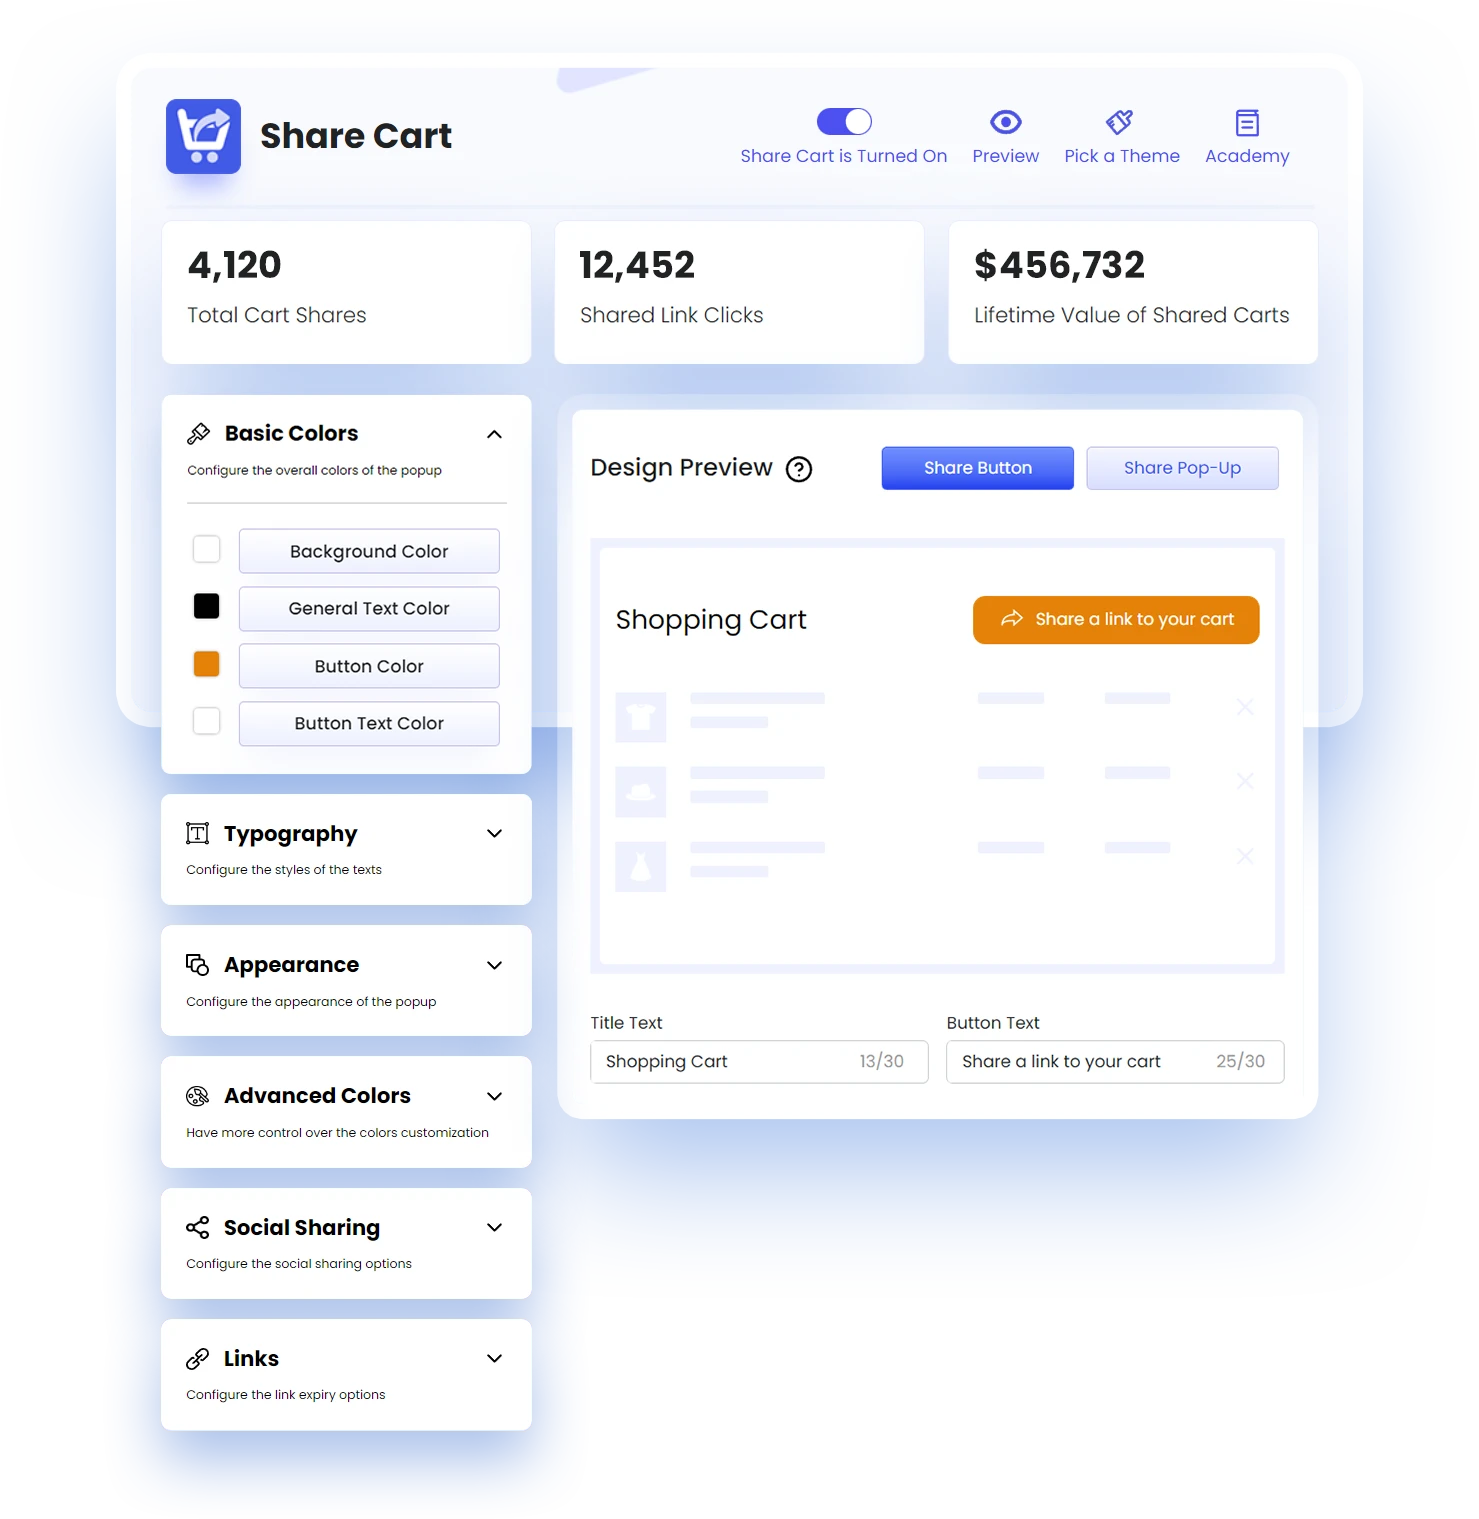 Share Cart
Share Cart is Turned On
Preview
Pick a Theme
Academy
4,120
Total Cart Shares
12,452
Shared Link Clicks
$456,732
Lifetime Value of Shared Carts
Basic Colors
Configure the overall colors of the popup
Background Color
General Text Color
Button Color
Button Text Color
Typography
Configure the styles of the texts
Appearance
Configure the appearance of the popup
Advanced Colors
Have more control over the colors customization
Social Sharing
Configure the social sharing options
Links
Configure the link expiry options
Design Preview ?
Share Button
Share Pop-Up
Shopping Cart
Share a link to your cart
Title Text
Shopping Cart 13/30
Button Text
Share a link to your cart 25/30